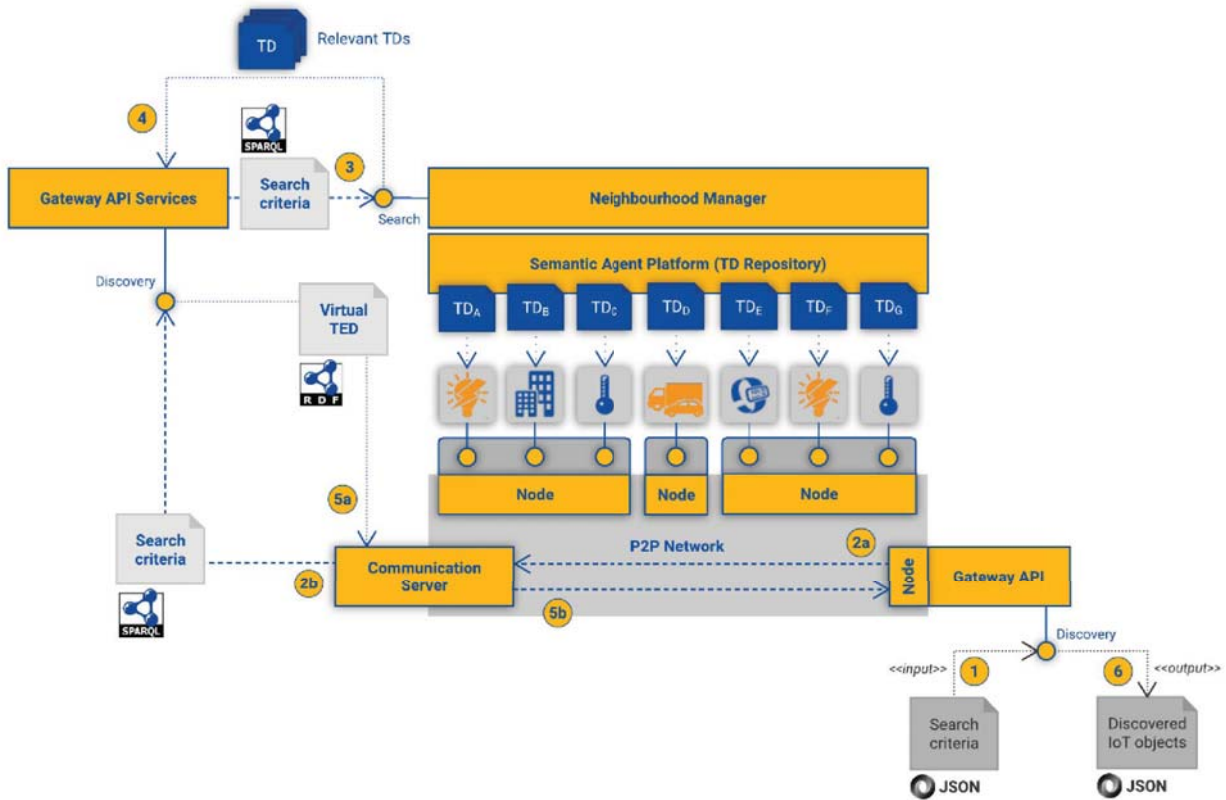 TD
Relevant TDs
4
SPARQL
3
Gateway API Services
Search
criteria
Search
Neighbourhood Manager
Semantic Agent Platform (TD Repository)
Discovery
Virtual
TED
RDF
TDA
TDB
TDC
TDD
TDE
TDF
TDG
Node
Node
Node
5a
P2P Network
2a
Search
criteria
SPARQL
2b
Communication
Server
5b
Node
Gateway API
Discovery
<<input>>
1
6
<<output>>
Search
criteria
JSON
Discovered
IoT objects
JSON